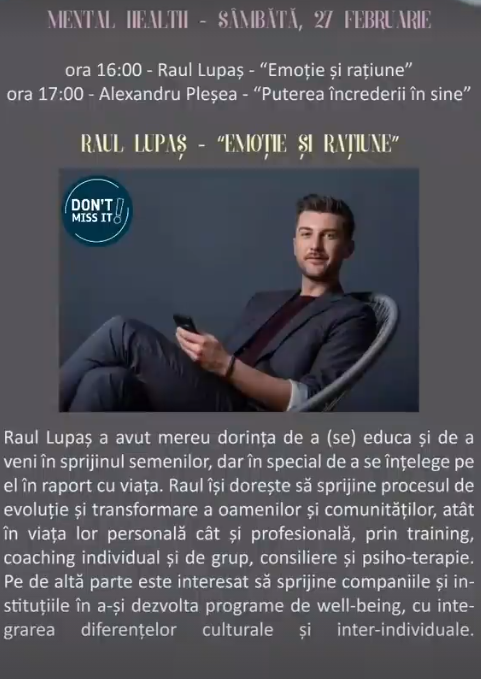 MENTAL HEALTH - SÂMBĂTĂ, 27 FEBRUARIE
ora 16:00 - Raul Lupaș - “Emoție și rațiune”
ora 17:00 - Alexandru Pleșea - “Puterea încrederii în sine”
RAUL LUPAȘ - “EMOȚIE ȘI RAȚIUNE”
DON'T
MISS IT!
Raul Lupaș a avut mereu dorința de a (se) educa și de a
veni în sprijinul semenilor, dar în special de a se înțelege pe
el în raport cu viața. Raul își dorește să sprijine procesul de
evoluție și transformare a oamenilor și comunităților, atât
în viața lor personală cât și profesională, prin training,
coaching individual și de grup, consiliere și psiho-terapie.
Pe de altă parte este interesat să sprijine companiile și in-
stituțiile în a-și dezvolta programe de well-being, cu inte-
grarea diferențelor culturale și inter-individuale.